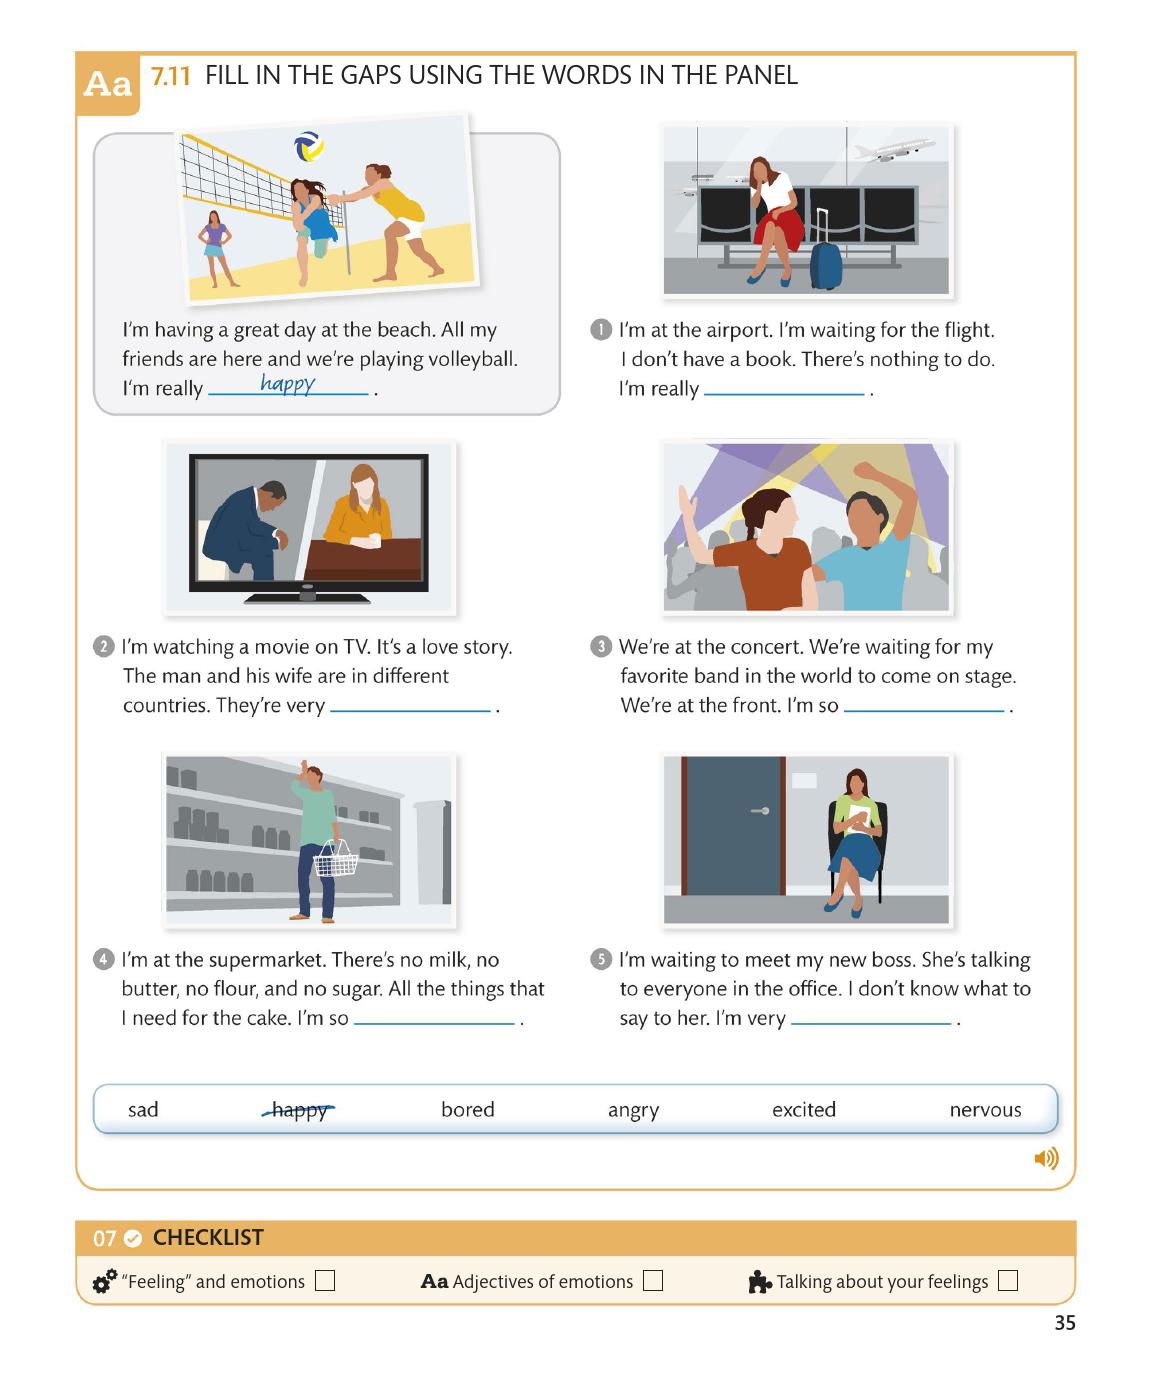 Aa 7.11 FILL IN THE GAPS USING THE WORDS IN THE PANEL
I'm having a great day at the beach. All my
friends are here and we're playing volleyball.
I'm really happy .
1 I'm at the airport. I'm waiting for the flight.
I don't have a book. There's nothing to do.
I'm really ____________ .
2 I'm watching a movie on TV. It's a love story.
The man and his wife are in different
countries. They're very ____________ .
3 We're at the concert. We're waiting for my
favorite band in the world to come on stage.
We're at the front. I'm so ____________ .
4 I'm at the supermarket. There's no milk, no
butter, no flour, and no sugar. All the things that
I need for the cake. I'm so ____________ .
5 I'm waiting to meet my new boss. She's talking
to everyone in the office. I don't know what to
say to her. I'm very ____________ .
sad happy bored angry excited nervous
07 CHECKLIST
"Feeling" and emotions Aa Adjectives of emotions Talking about your feelings
35